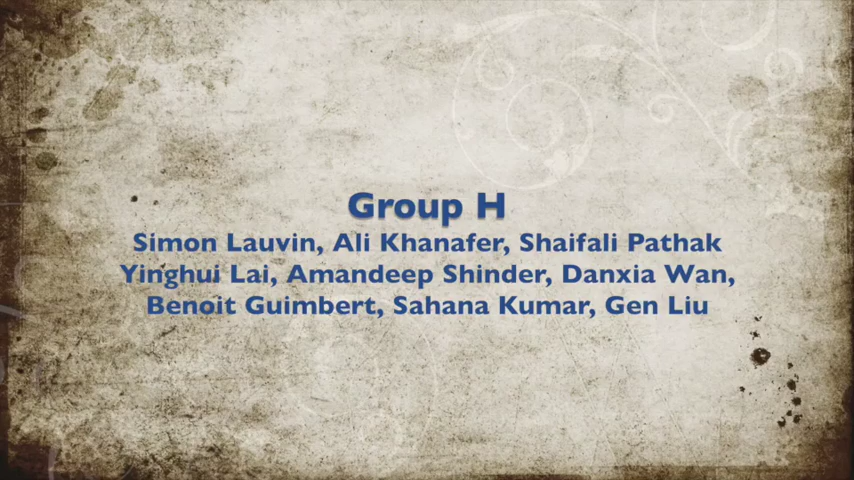 Group H
Simon Lauvin, Ali Khanafer, Shaifali Pathak
Yinghui Lai, Amandeep Shinder, Danxia Wan,
Benoit Guimbert, Sahana Kumar, Gen Liu